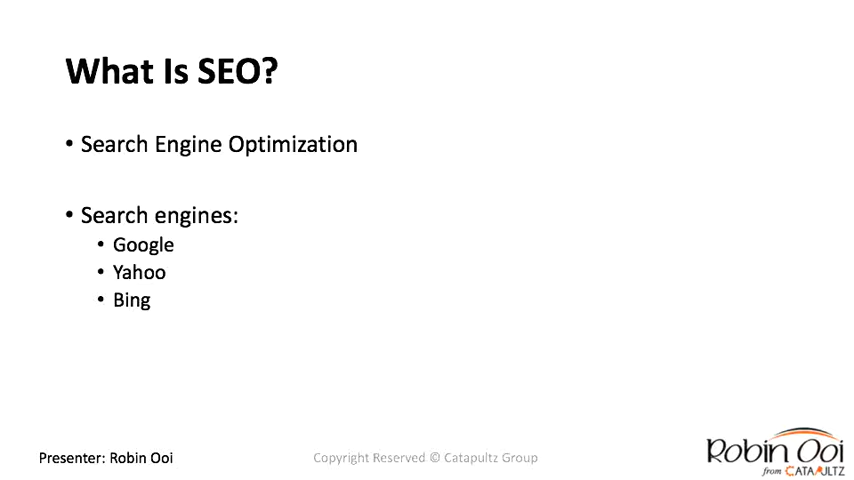 What Is SEO?
• Search Engine Optimization
• Search engines:
• Google
• Yahoo
• Bing
Presenter: Robin Ooi
Copyright Reserved © Catapultz Group
Robin Ooi
from CATAPULTZ